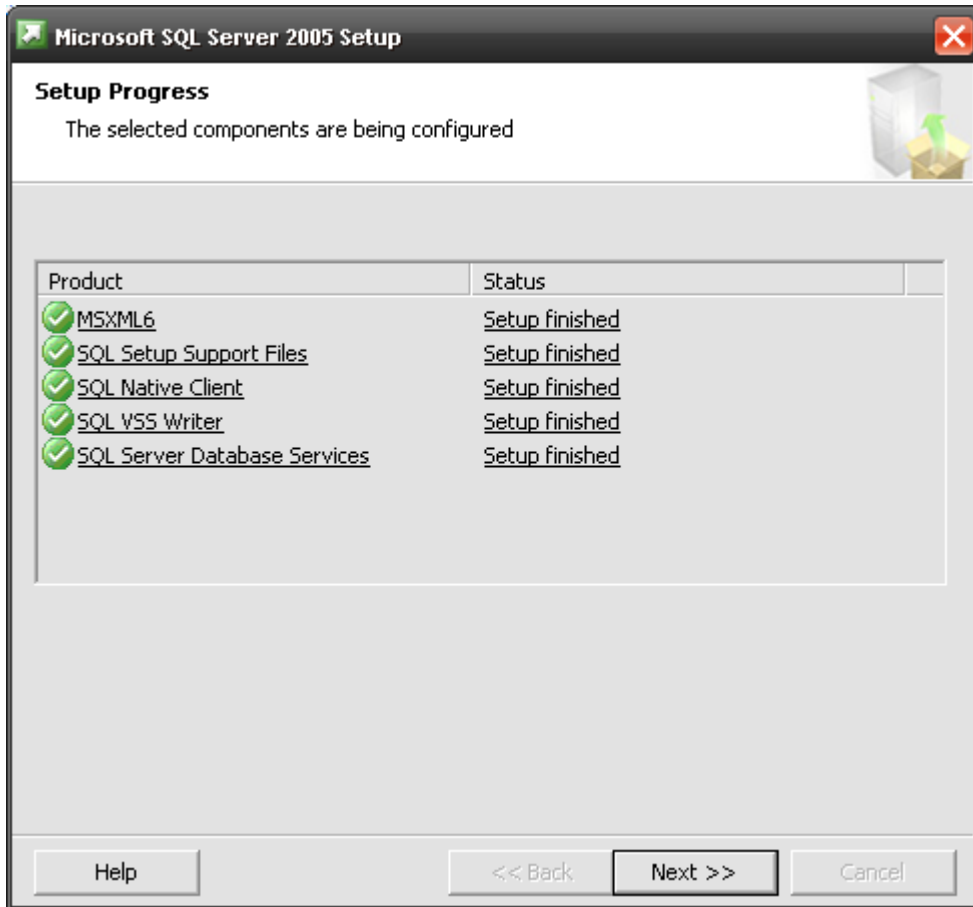 Microsoft SQL Server 2005 Setup
Setup Progress
The selected components are being configured
Product Status
MSXML6 Setup finished
SQL Setup Support Files Setup finished
SQL Native Client Setup finished
SQL VSS Writer Setup finished
SQL Server Database Services Setup finished
Help << Back Next >> Cancel